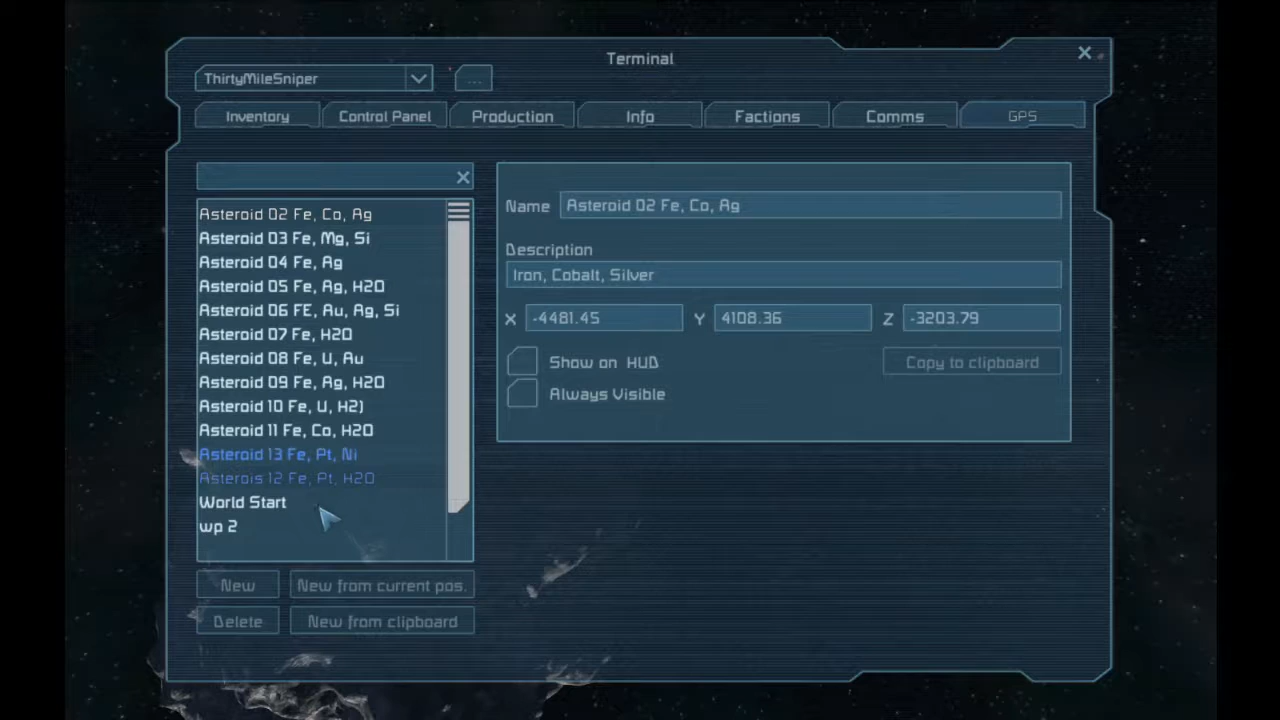 Terminal
ThirtyMileSniper
...
Inventory
Control Panel
Production
Info
Factions
Comms
GPS
Asteroid 02 Fe, Co, Ag
Asteroid 03 Fe, Mg, Si
Asteroid 04 Fe, Ag
Asteroid 05 Fe, Ag, H2O
Asteroid 06 FE, Au, Ag, Si
Asteroid 07 Fe, H2O
Asteroid 08 Fe, U, Au
Asteroid 09 Fe, Ag, H2O
Asteroid 10 Fe, U, H2)
Asteroid 11 Fe, Co, H2O
Asteroid 13 Fe, Pt, Ni
Asterois 12 Fe, Pt, H2O
World Start
wp 2
New
New from current pos.
Delete
New from clipboard
Name Asteroid 02 Fe, Co, Ag
Description
Iron, Cobalt, Silver
X -4481.45 Y 4108.36 Z -3203.79
Show on HUD
Copy to clipboard
Always Visible